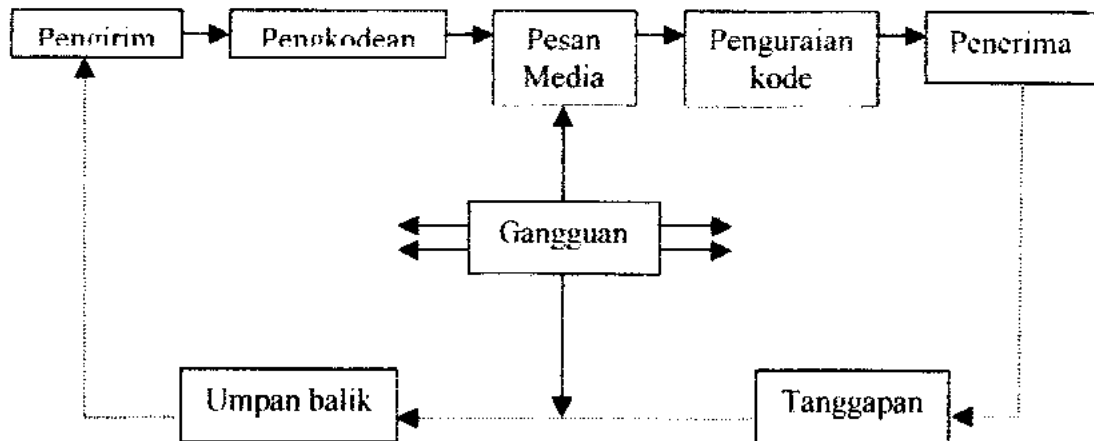 Pengirim
Pengkodean
Pesan
Media
Penguraian
kode
Penerima
Gangguan
Umpan balik
Tanggapan